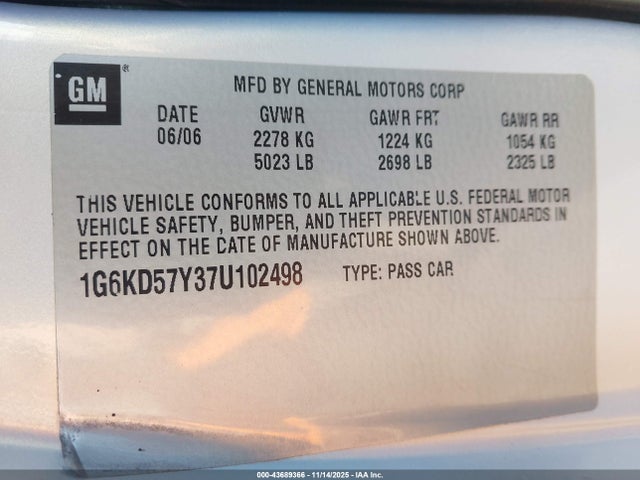 GM ®
MFD BY GENERAL MOTORS CORP
DATE GVWR GAWR FRT GAWR RR
06/06 2278 KG 1224 KG 1054 KG
5023 LB 2698 LB 2325 LB
THIS VEHICLE CONFORMS TO ALL APPLICABLE U.S. FEDERAL MOTOR
VEHICLE SAFETY, BUMPER, AND THEFT PREVENTION STANDARDS IN
EFFECT ON THE DATE OF MANUFACTURE SHOWN ABOVE.
1G6KD57Y37U102498 TYPE: PASS CAR
000-43689366 - 11/14/2025 - IAA Inc.